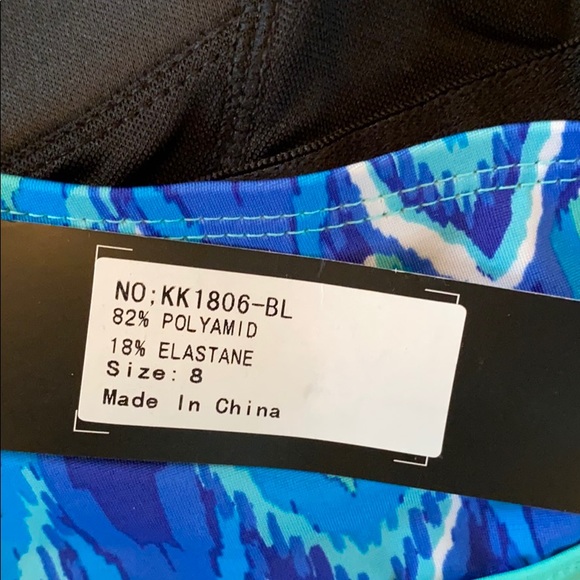 NO;KK1806-BL
82% POLYAMID
18% ELASTANE
Size: 8
Made In China